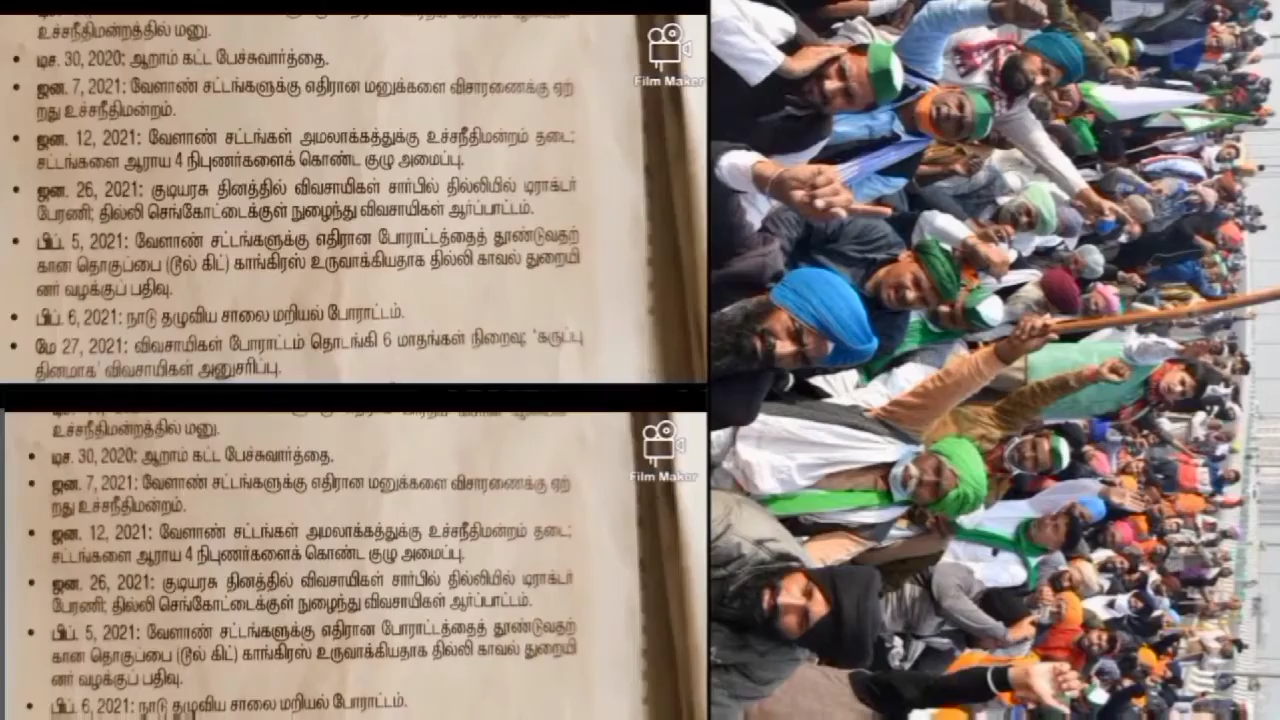 உச்சநீதிமன்றத்தில் மனு.
• டிச. 30, 2020: ஆறாம் கட்ட பேச்சுவார்த்தை.
• ஜன. 7, 2021: வேளாண் சட்டங்களுக்கு எதிரான மனுக்களை விசாரணைக்கு ஏற்
றது உச்சநீதிமன்றம்.
• ஜன. 12, 2021: வேளாண் சட்டங்கள் அமலாக்கத்துக்கு உச்சநீதிமன்றம் தடை;
சட்டங்களை ஆராய 4 நிபுணர்களைக் கொண்ட குழு அமைப்பு.
• ஜன. 26, 2021: குடியரசு தினத்தில் விவசாயிகள் சார்பில் தில்லியில் டிராக்டர்
பேரணி; தில்லி செங்கோட்டைக்குள் நுழைந்து விவசாயிகள் ஆர்ப்பாட்டம்.
• பிப். 5, 2021: வேளாண் சட்டங்களுக்கு எதிரான போராட்டத்தைத் தூண்டுவதற்
கான தொகுப்பை (டூல் கிட்) காங்கிரஸ் உருவாக்கியதாக தில்லி காவல் துறையி
னர் வழக்குப் பதிவு.
• பிப். 6, 2021: நாடு தழுவிய சாலை மறியல் போராட்டம்.
• மே 27, 2021: விவசாயிகள் போராட்டம் தொடங்கி 6 மாதங்கள் நிறைவு; 'கருப்பு
தினமாக' விவசாயிகள் அனுசரிப்பு.
Film Maker
உச்சநீதிமன்றத்தில் மனு.
• டிச. 30, 2020: ஆறாம் கட்ட பேச்சுவார்த்தை.
• ஜன. 7, 2021: வேளாண் சட்டங்களுக்கு எதிரான மனுக்களை விசாரணைக்கு ஏற்
றது உச்சநீதிமன்றம்.
• ஜன. 12, 2021: வேளாண் சட்டங்கள் அமலாக்கத்துக்கு உச்சநீதிமன்றம் தடை;
சட்டங்களை ஆராய 4 நிபுணர்களைக் கொண்ட குழு அமைப்பு.
• ஜன. 26, 2021: குடியரசு தினத்தில் விவசாயிகள் சார்பில் தில்லியில் டிராக்டர்
பேரணி; தில்லி செங்கோட்டைக்குள் நுழைந்து விவசாயிகள் ஆர்ப்பாட்டம்.
• பிப். 5, 2021: வேளாண் சட்டங்களுக்கு எதிரான போராட்டத்தைத் தூண்டுவதற்
கான தொகுப்பை (டூல் கிட்) காங்கிரஸ் உருவாக்கியதாக தில்லி காவல் துறையி
னர் வழக்குப் பதிவு.
• பிப். 6, 2021: நாடு தழுவிய சாலை மறியல் போராட்டம்.
Film Maker